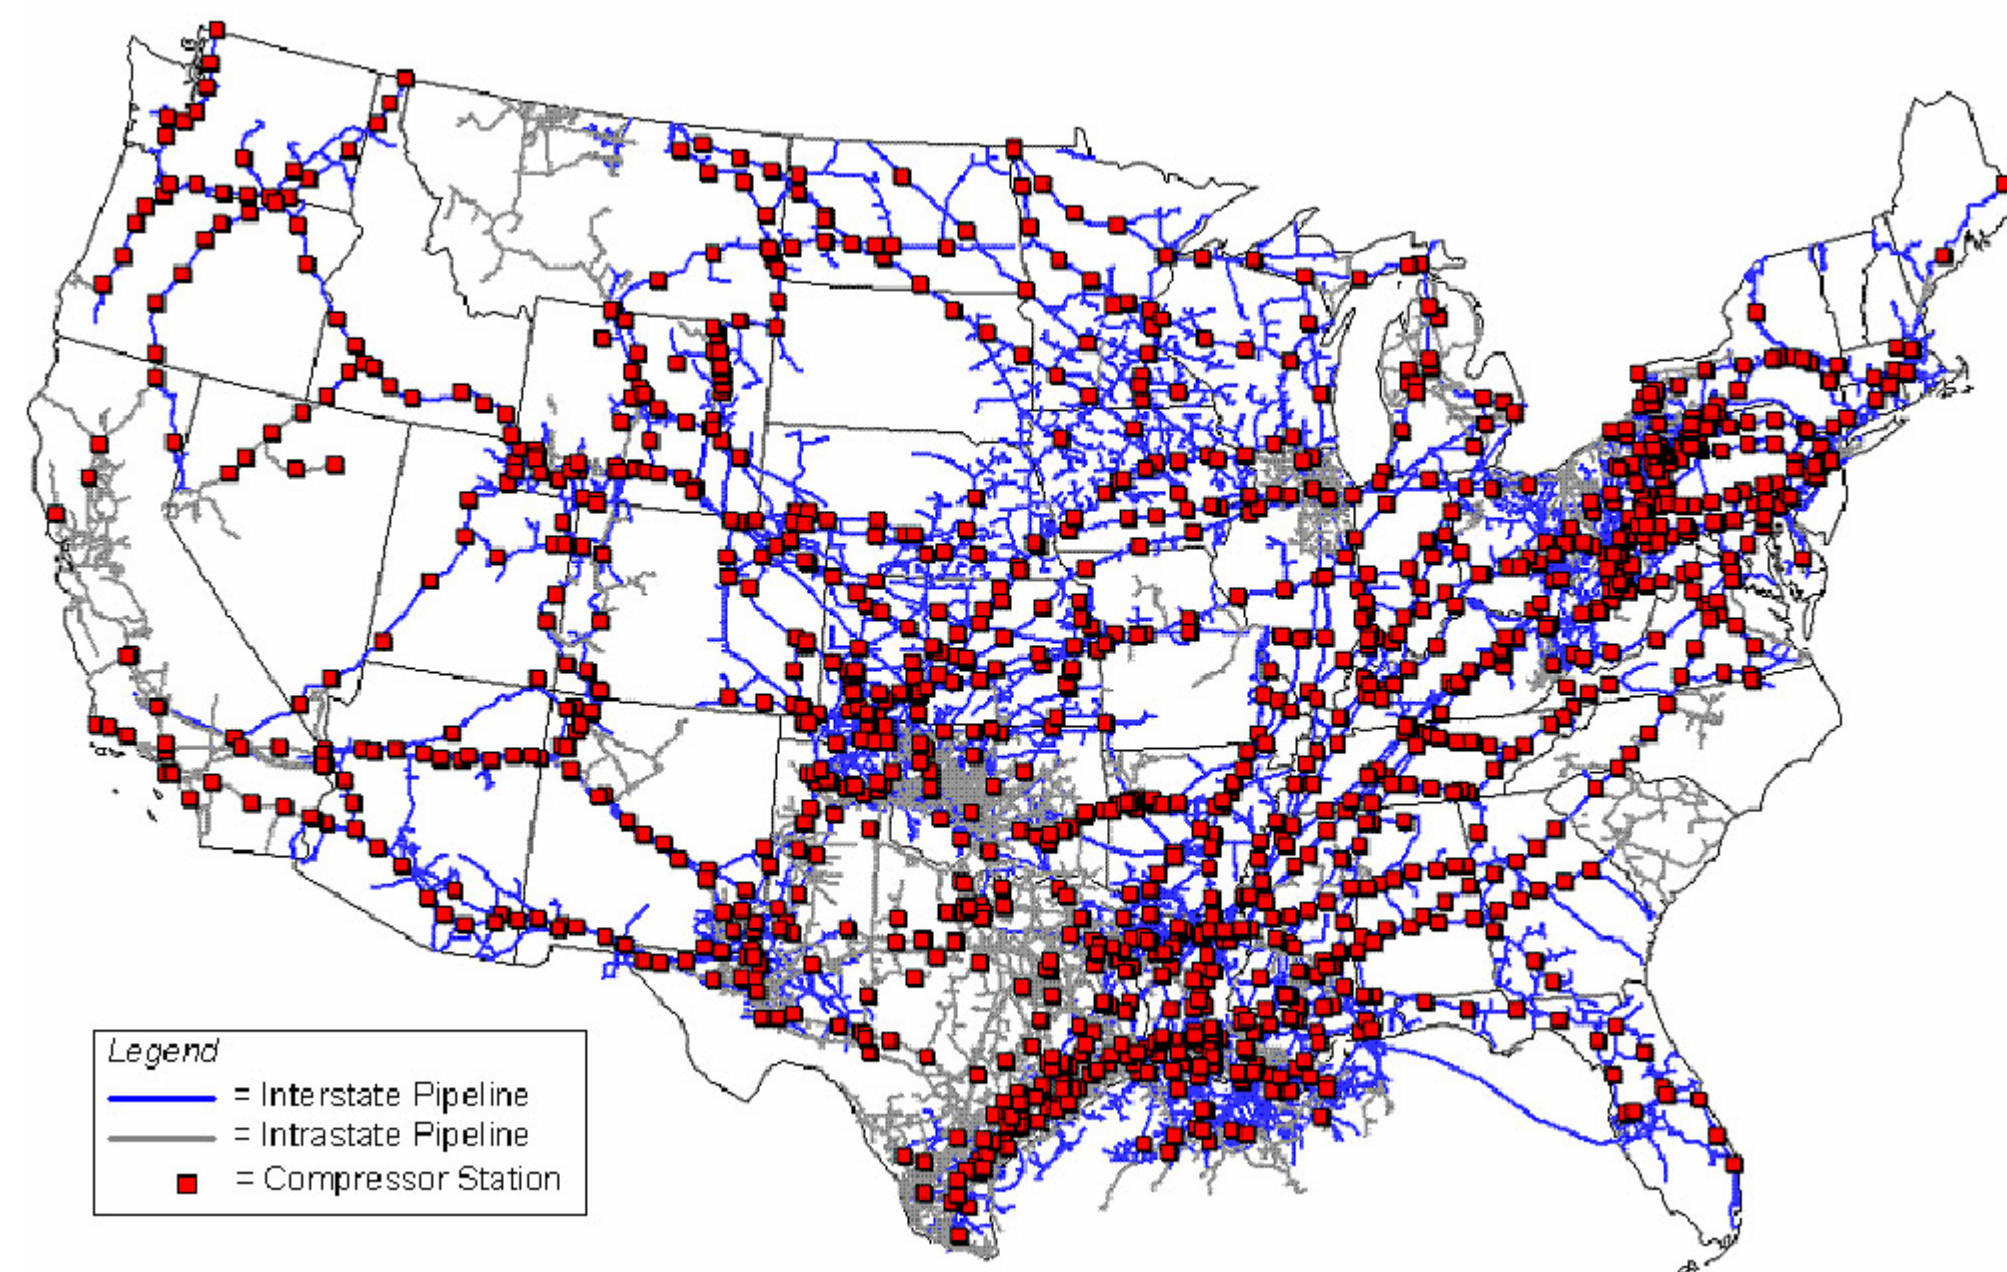 Legend
= Interstate Pipeline
= Intrastate Pipeline
= Compressor Station